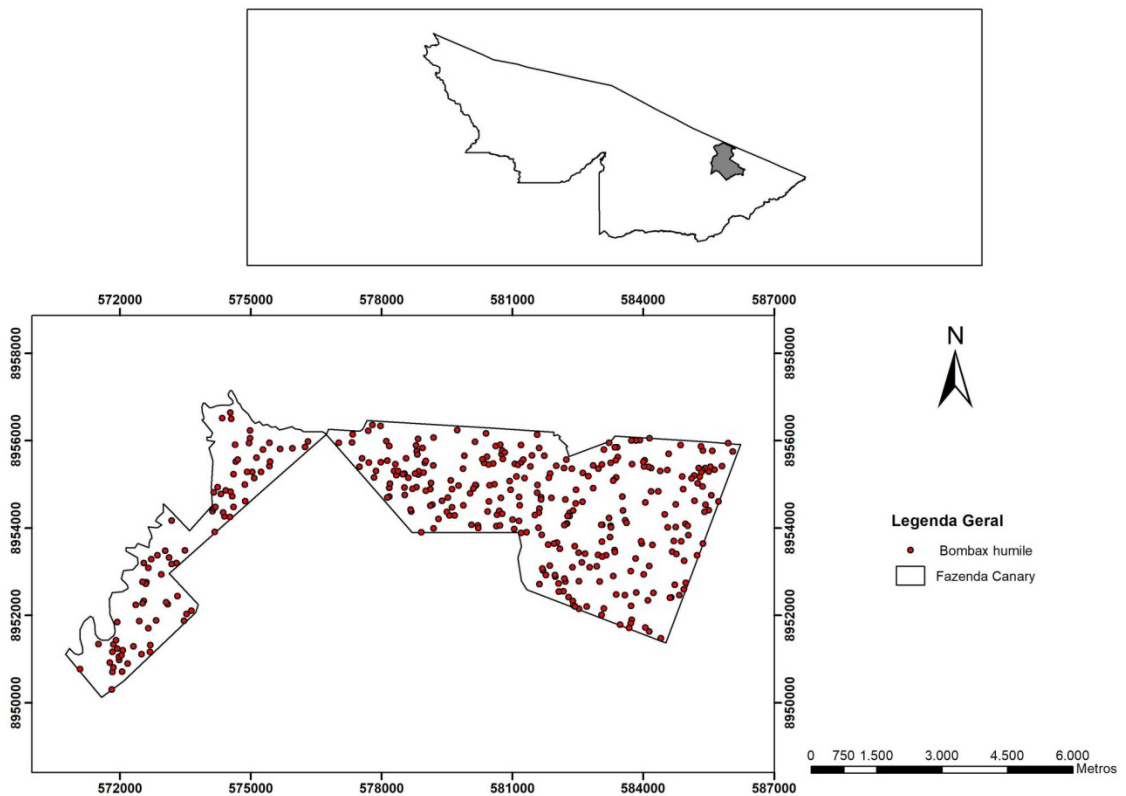 572000 575000 578000 581000 584000 587000
8958000 8958000
8956000 8956000
8954000 8954000
8952000 8952000
8950000 8950000
572000 575000 578000 581000 584000 587000
N
Legenda Geral
Bombax humile
Fazenda Canary
0 750 1.500 3.000 4.500 6.000
Metros